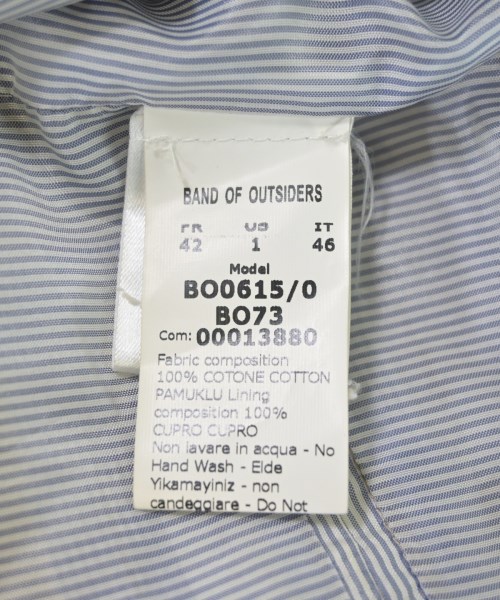 BAND OF OUTSIDERS
FR US IT
42 1 46
Model
BO0615/0
BO73
Com: 00013880
Fabric composition
100% COTONE COTTON
PAMUKLU Lining
composition 100%
CUPRO CUPRO
Non lavare in acqua - No
Hand Wash - Elde
Yikamayiniz - non
candeggiare - Do Not